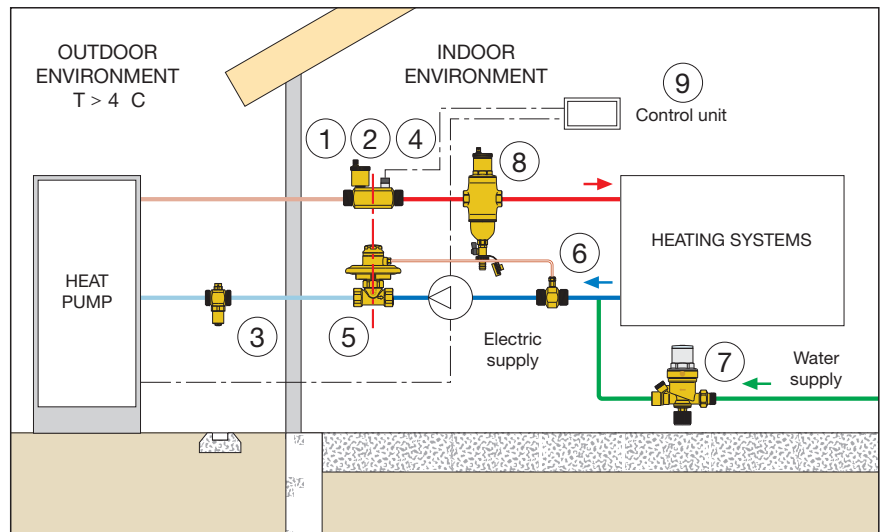 OUTDOOR
ENVIRONMENT
T > 4 C
INDOOR
ENVIRONMENT
9
Control unit
1 2 4
8
HEATING SYSTEMS
HEAT
PUMP
6
3
5
Electric
supply
7
Water
supply